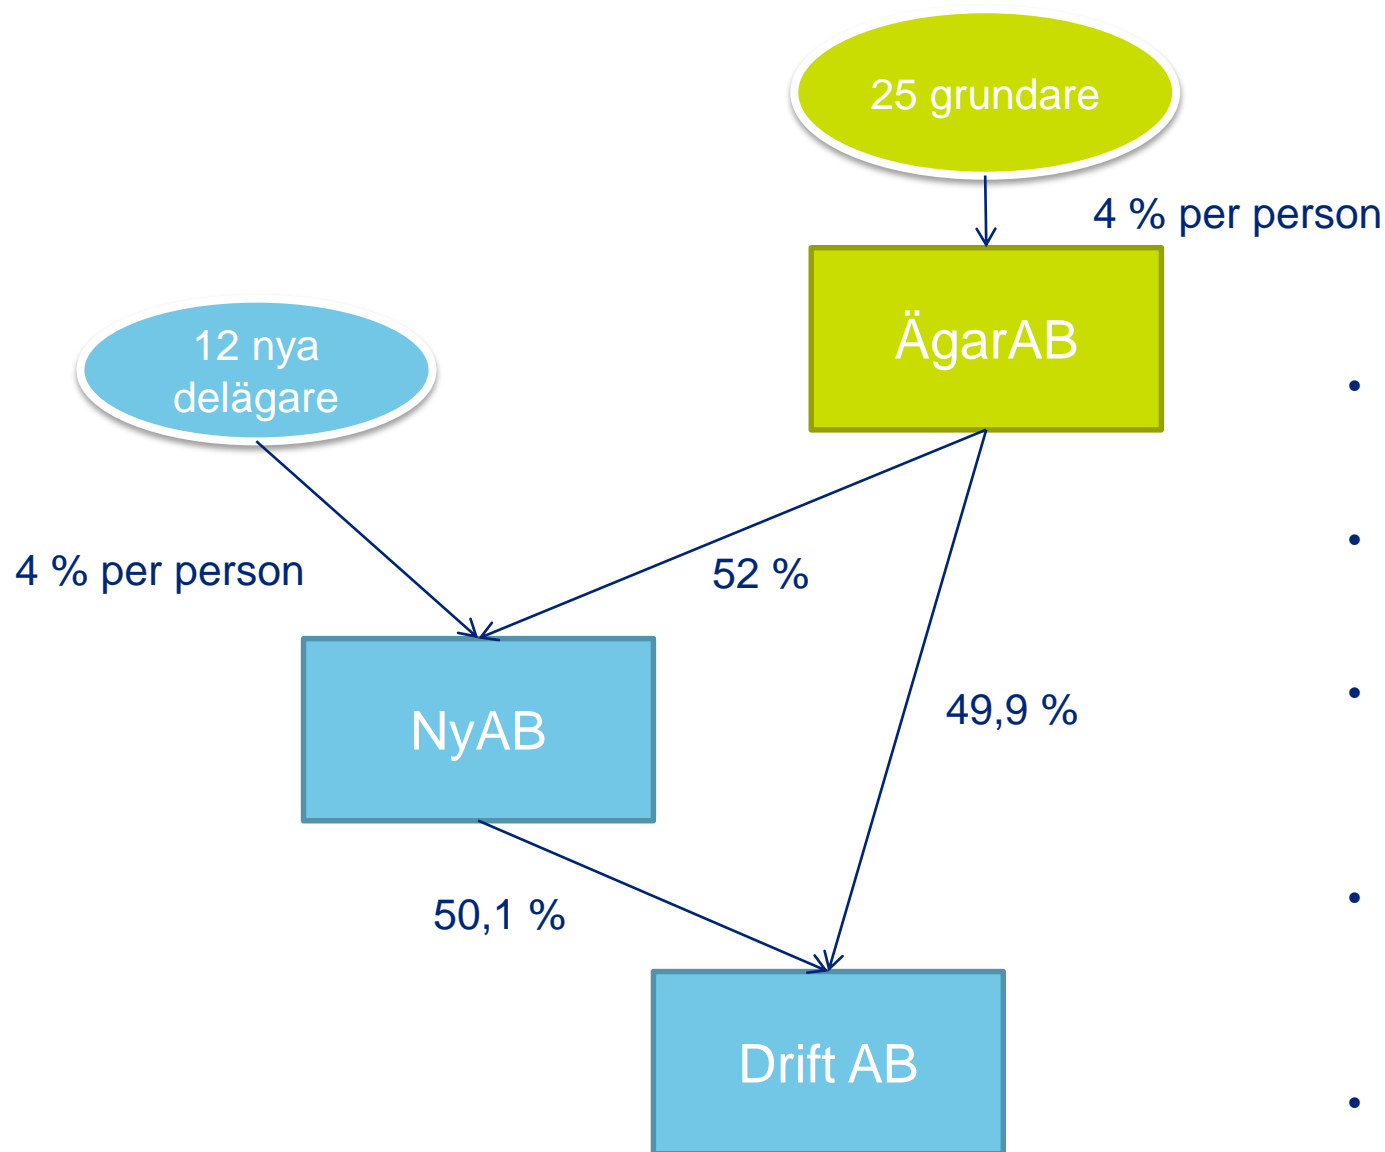 25 grundare
4 % per person
ÄgarAB
12 nya
delägare
4 % per person
52 %
NyAB
49,9 %
50,1 %
Drift AB